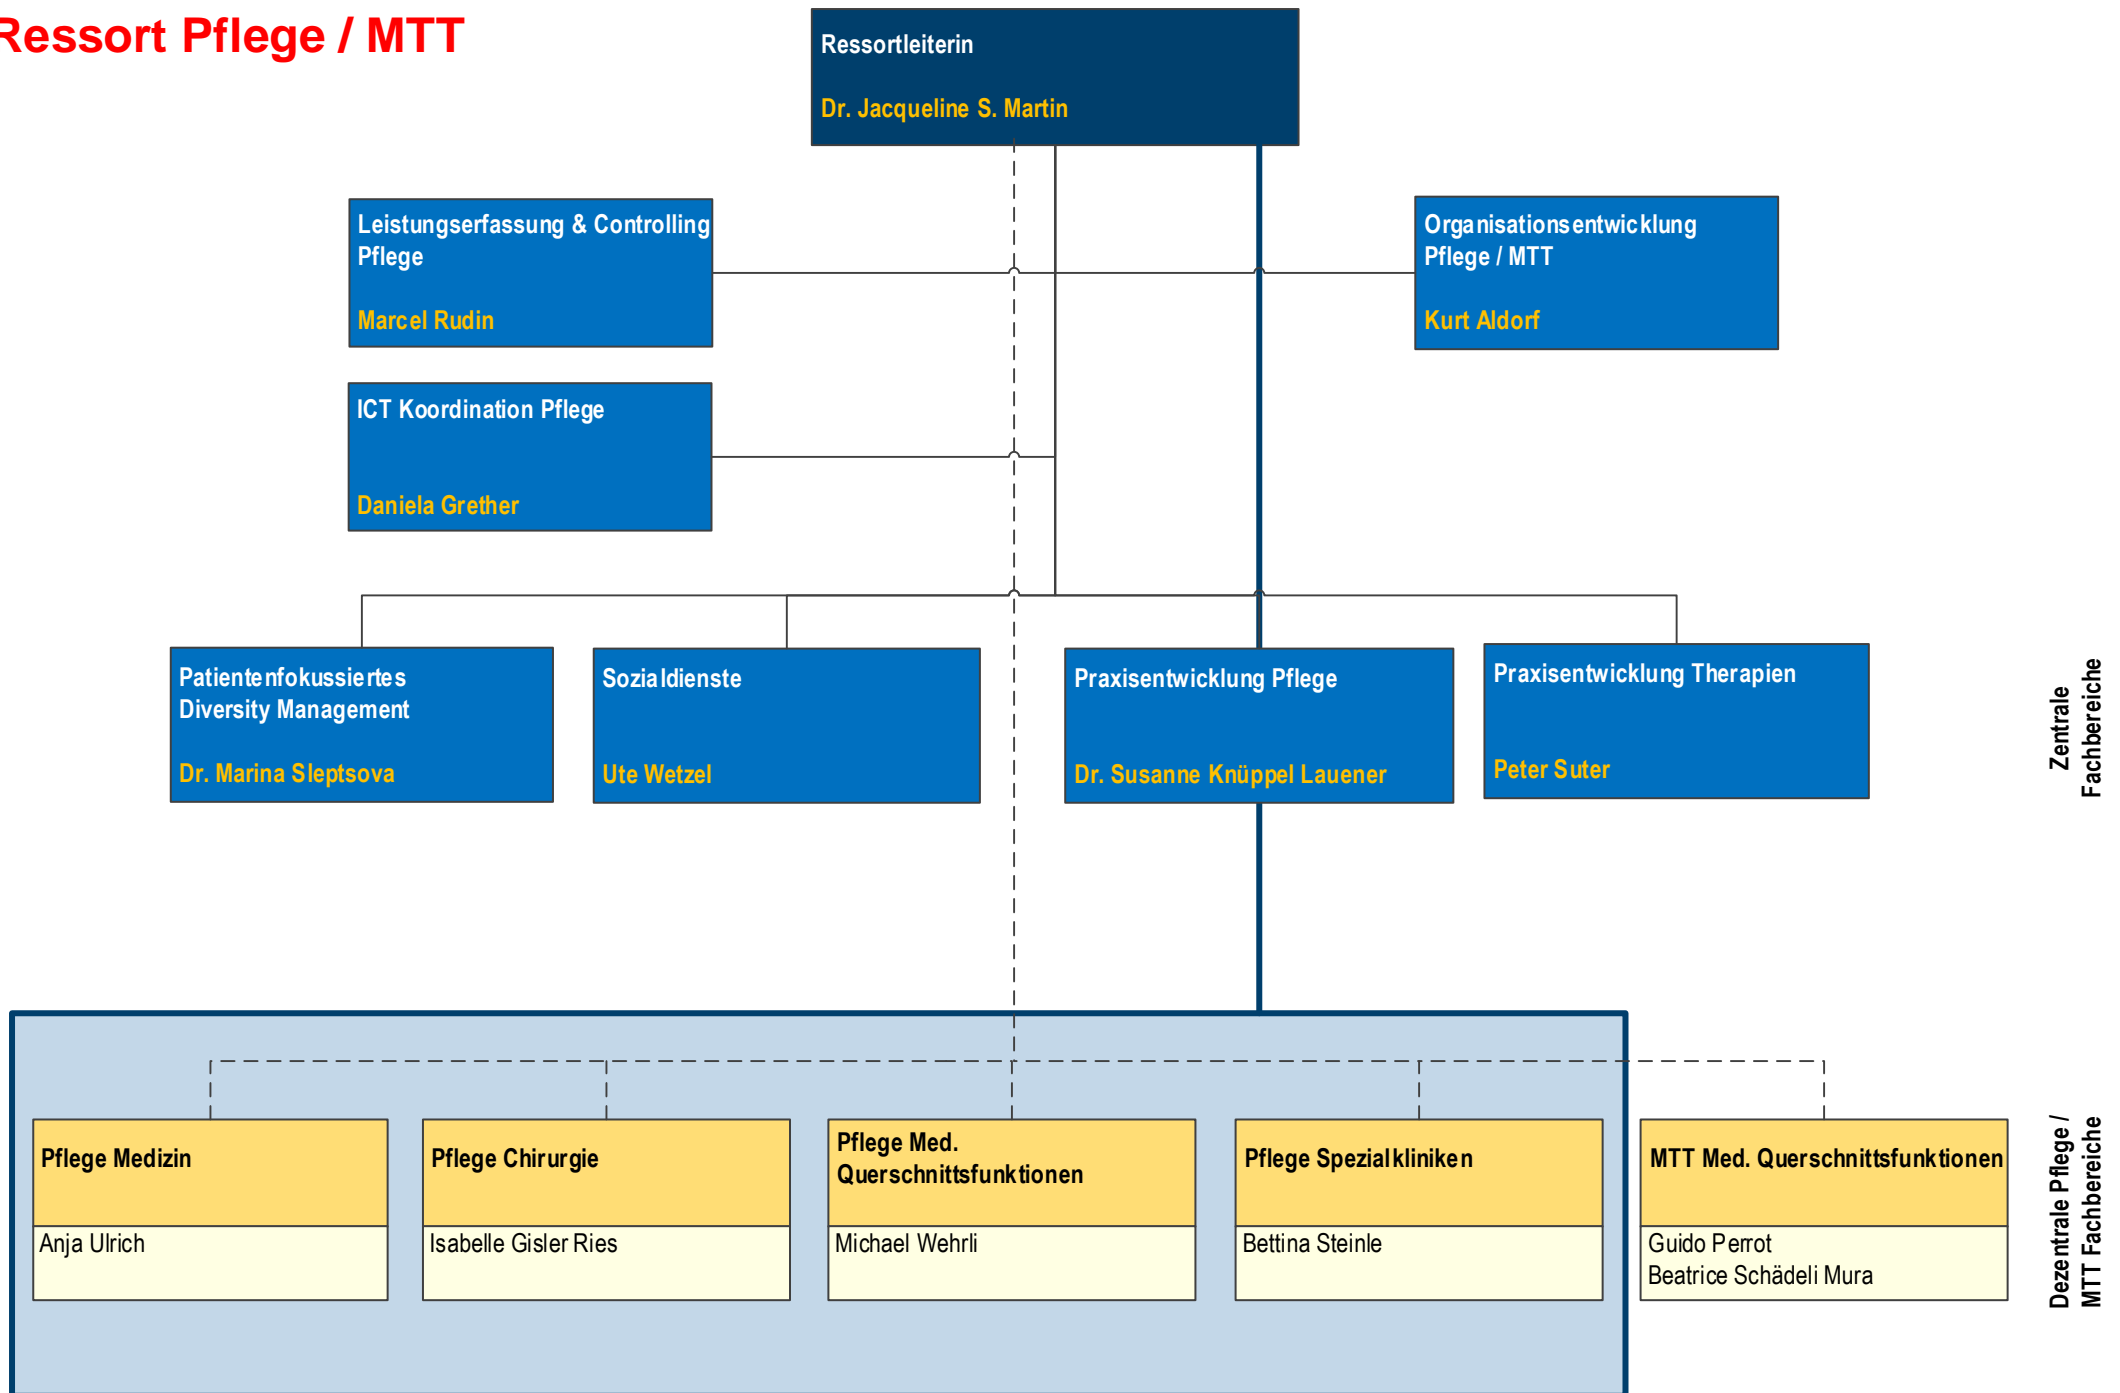 Ressort Pflege / MTT
Ressortleiterin
Dr. Jacqueline S. Martin
Leistungserfassung & Controlling
Pflege
Marcel Rudin
Organisationsentwicklung
Pflege / MTT
Kurt Aldorf
ICT Koordination Pflege
Daniela Grether
Patientenfokussiertes
Diversity Management
Dr. Marina Sleptsova
Sozialdienste
Ute Wetzel
Praxisentwicklung Pflege
Dr. Susanne Knüppel Lauener
Praxisentwicklung Therapien
Peter Suter
Zentrale
Fachbereiche
Pflege Medizin
Anja Ulrich
Pflege Chirurgie
Isabelle Gisler Ries
Pflege Med.
Querschnittsfunktionen
Michael Wehrli
Pflege Spezialkliniken
Bettina Steinle
MTT Med. Querschnittsfunktionen
Guido Perrot
Beatrice Schädeli Mura
Dezentrale Pflege /
MTT Fachbereiche